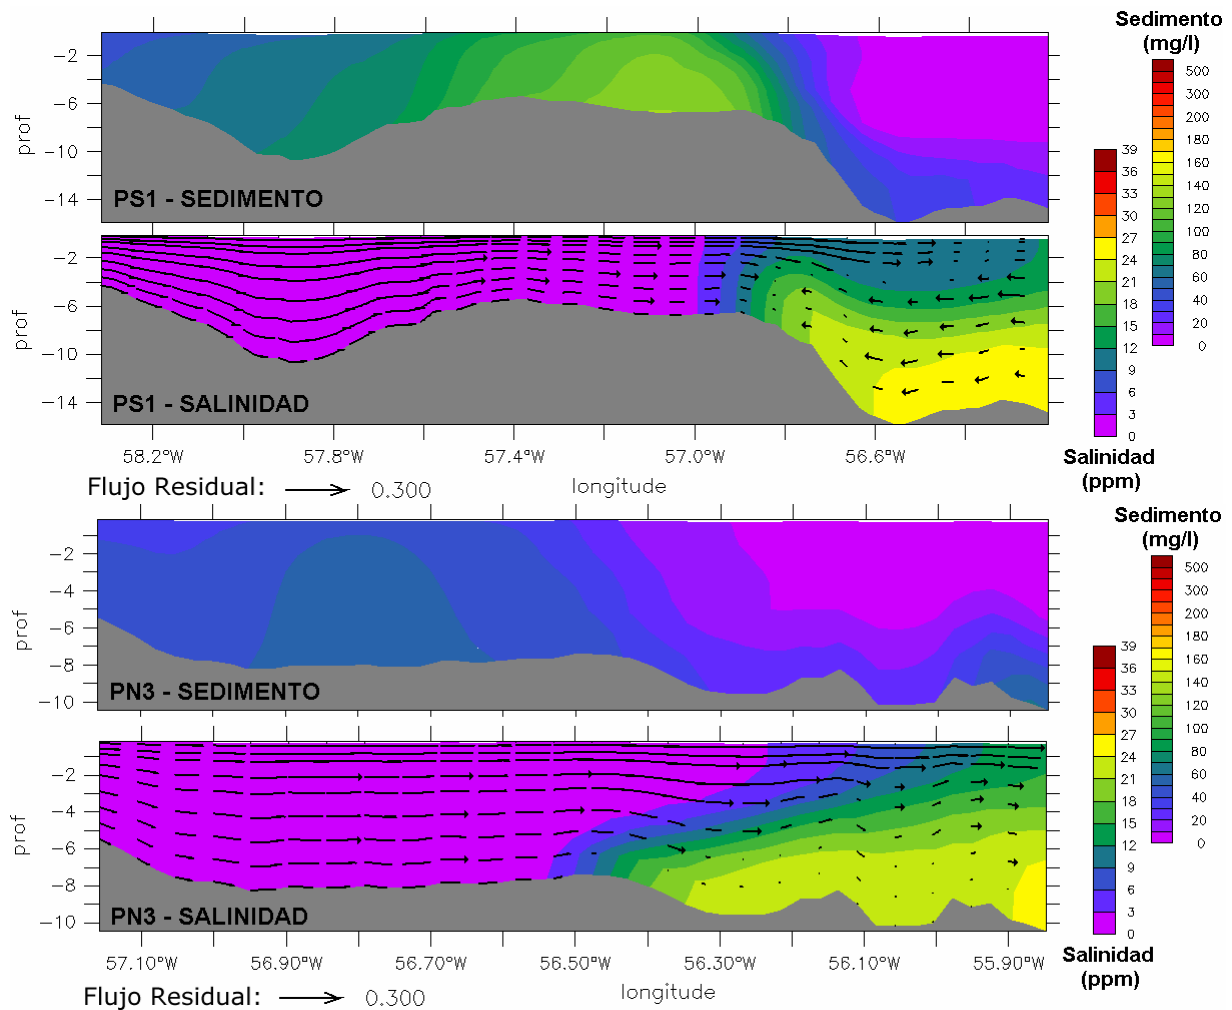 Sedimento
(mg/l)
500
300
200
180
160
140
120
100
80
60
40
20
0
prof
−2
−6
−10
−14
PS1 - SEDIMENTO
39
36
33
30
27
24
21
18
15
12
9
6
3
0
Salinidad
(ppm)
prof
−2
−6
−10
−14
PS1 - SALINIDAD
58.2°W
57.8°W
57.4°W
57.0°W
56.6°W
Flujo Residual: 0.300
longitude
Sedimento
(mg/l)
500
300
200
180
160
140
120
100
80
60
40
20
0
prof
−2
−4
−6
−8
−10
PN3 - SEDIMENTO
39
36
33
30
27
24
21
18
15
12
9
6
3
0
Salinidad
(ppm)
prof
−2
−4
−6
−8
−10
PN3 - SALINIDAD
57.10°W
56.90°W
56.70°W
56.50°W
56.30°W
56.10°W
55.90°W
Flujo Residual: 0.300
longitude